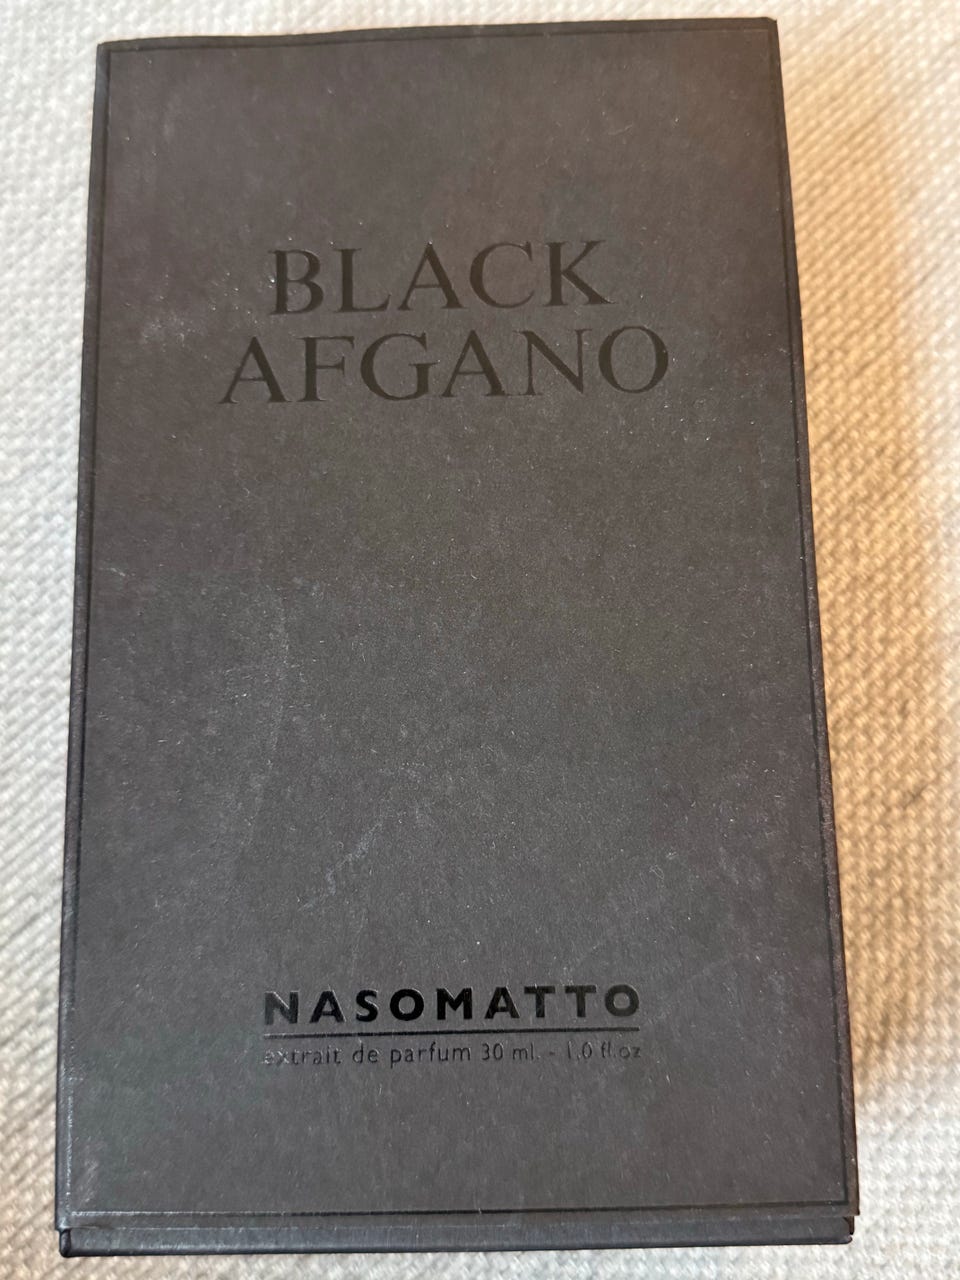 BLACK
AFGANO
NASOMATTO
extrait de parfum 30 ml. - 1.0 fl.oz